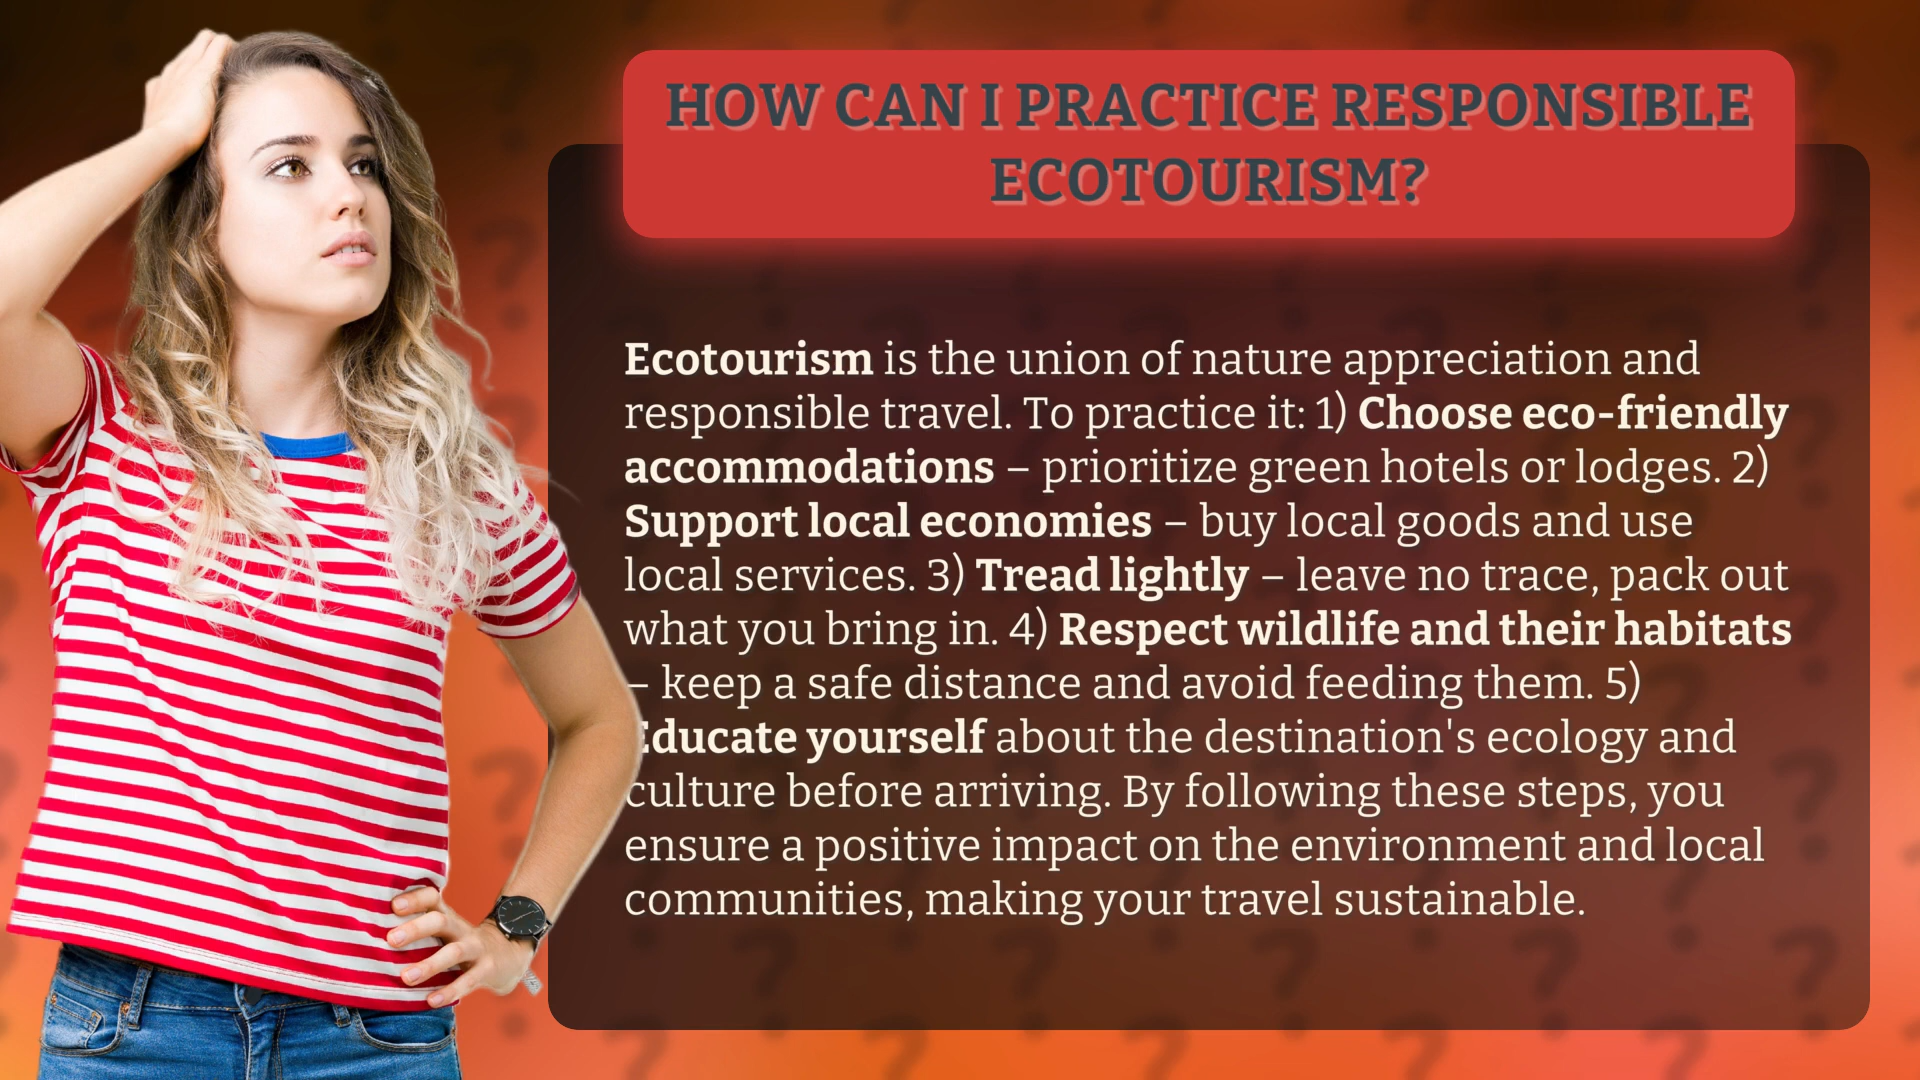 HOW CAN I PRACTICE RESPONSIBLE
ECOTOURISM?
Ecotourism is the union of nature appreciation and
responsible travel. To practice it: 1) Choose eco-friendly
accommodations – prioritize green hotels or lodges. 2)
Support local economies – buy local goods and use
local services. 3) Tread lightly – leave no trace, pack out
what you bring in. 4) Respect wildlife and their habitats
– keep a safe distance and avoid feeding them. 5)
Educate yourself about the destination's ecology and
culture before arriving. By following these steps, you
ensure a positive impact on the environment and local
communities, making your travel sustainable.